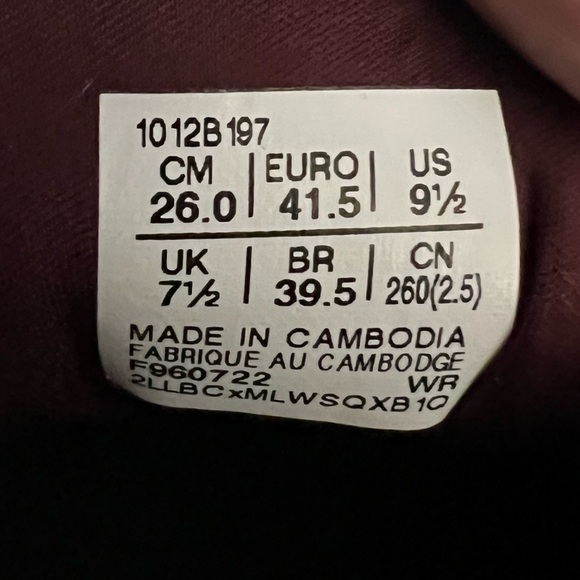 1012B197
CM | EURO | US
26.0 | 41.5 | 9½
UK | BR | CN
7½ | 39.5 | 260(2.5)
MADE IN CAMBODIA
FABRIQUE AU CAMBODGE
F960722 WR
2LLBCxMLWSQXB1Q